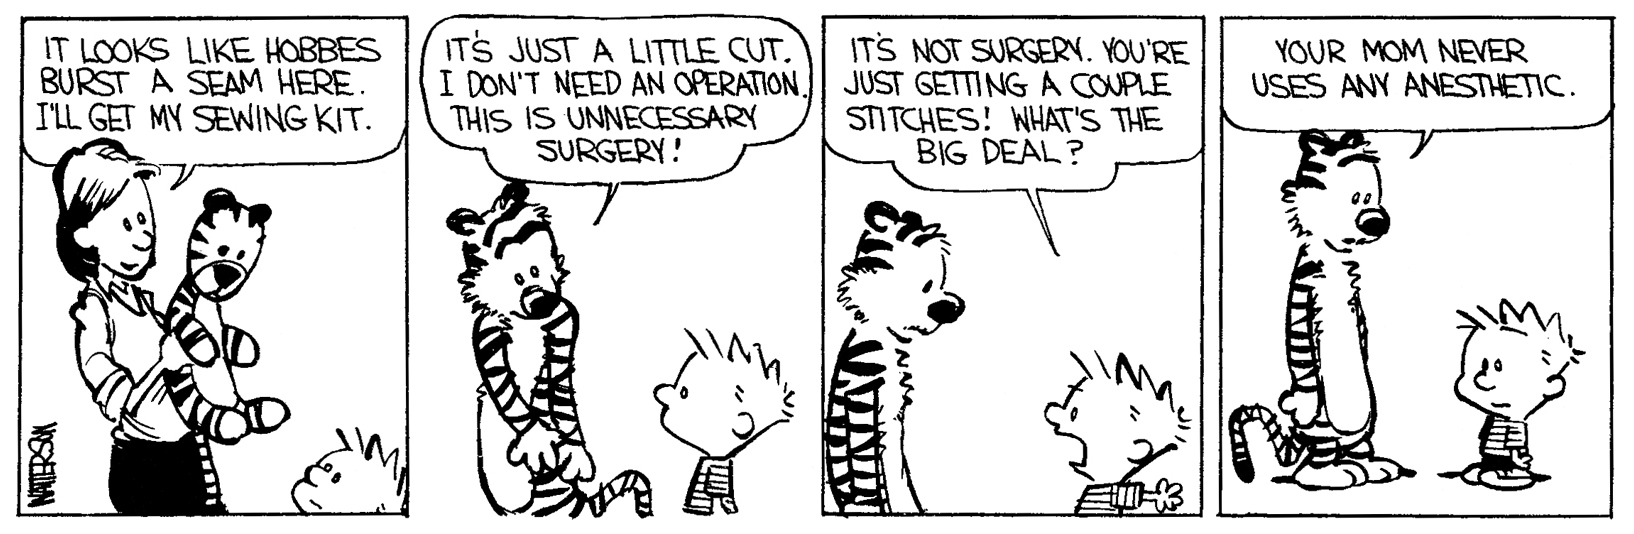 IT LOOKS LIKE HOBBES
BURST A SEAM HERE.
I'LL GET MY SEWING KIT.
IT'S JUST A LITTLE CUT.
I DON'T NEED AN OPERATION.
THIS IS UNNECESSARY
SURGERY!
IT'S NOT SURGERY. YOU'RE
JUST GETTING A COUPLE
STITCHES! WHAT'S THE
BIG DEAL?
YOUR MOM NEVER
USES ANY ANESTHETIC.
WATTERSON